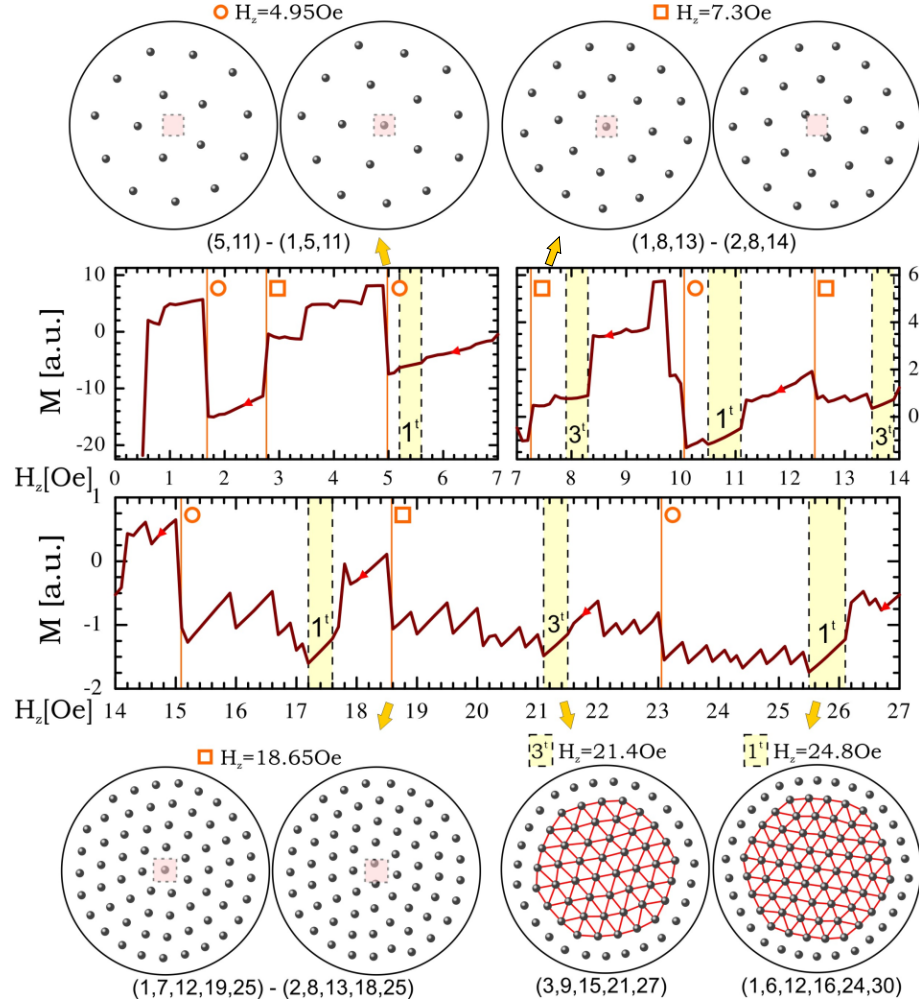 ○ H_z=4.95Oe □ H_z=7.3Oe
(5,11) - (1,5,11) (1,8,13) - (2,8,14)
M [a.u.]
10
0
-10
-20
1^t
0 1 2 3 4 5 6 7
3^t 1^t 3^t
6
4
2
0
7 8 9 10 11 12 13 14
H_z[Oe]
M [a.u.]
1
0
-1
-2
1^t 3^t 1^t
H_z[Oe] 14 15 16 17 18 19 20 21 22 23 24 25 26 27
□ H_z=18.65Oe 3^t H_z=21.4Oe 1^t H_z=24.8Oe
(1,7,12,19,25) - (2,8,13,18,25) (3,9,15,21,27) (1,6,12,16,24,30)